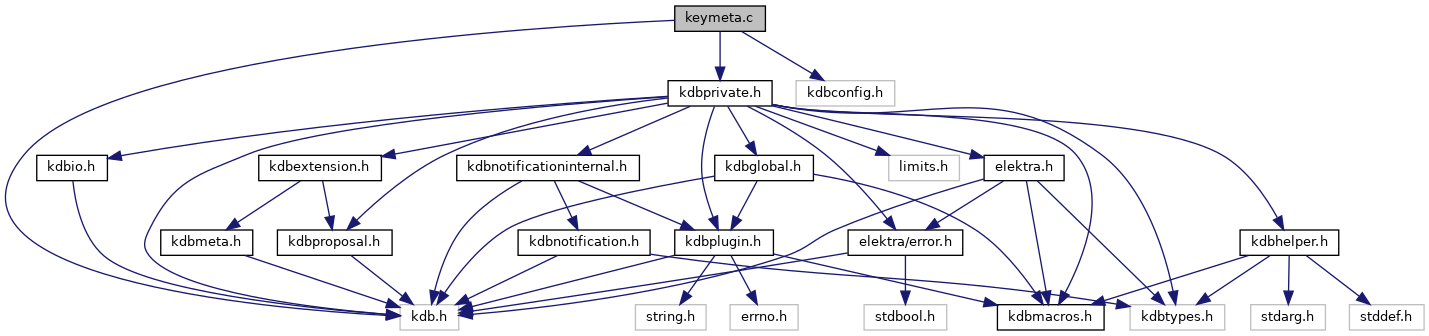 keymeta.c
kdbprivate.h
kdbconfig.h
kdbio.h
kdbextension.h
kdbnotificationinternal.h
kdbglobal.h
limits.h
elektra.h
kdbmeta.h
kdbproposal.h
kdbnotification.h
kdbplugin.h
elektra/error.h
kdbhelper.h
kdb.h
string.h
errno.h
stdbool.h
kdbmacros.h
kdbtypes.h
stdarg.h
stddef.h